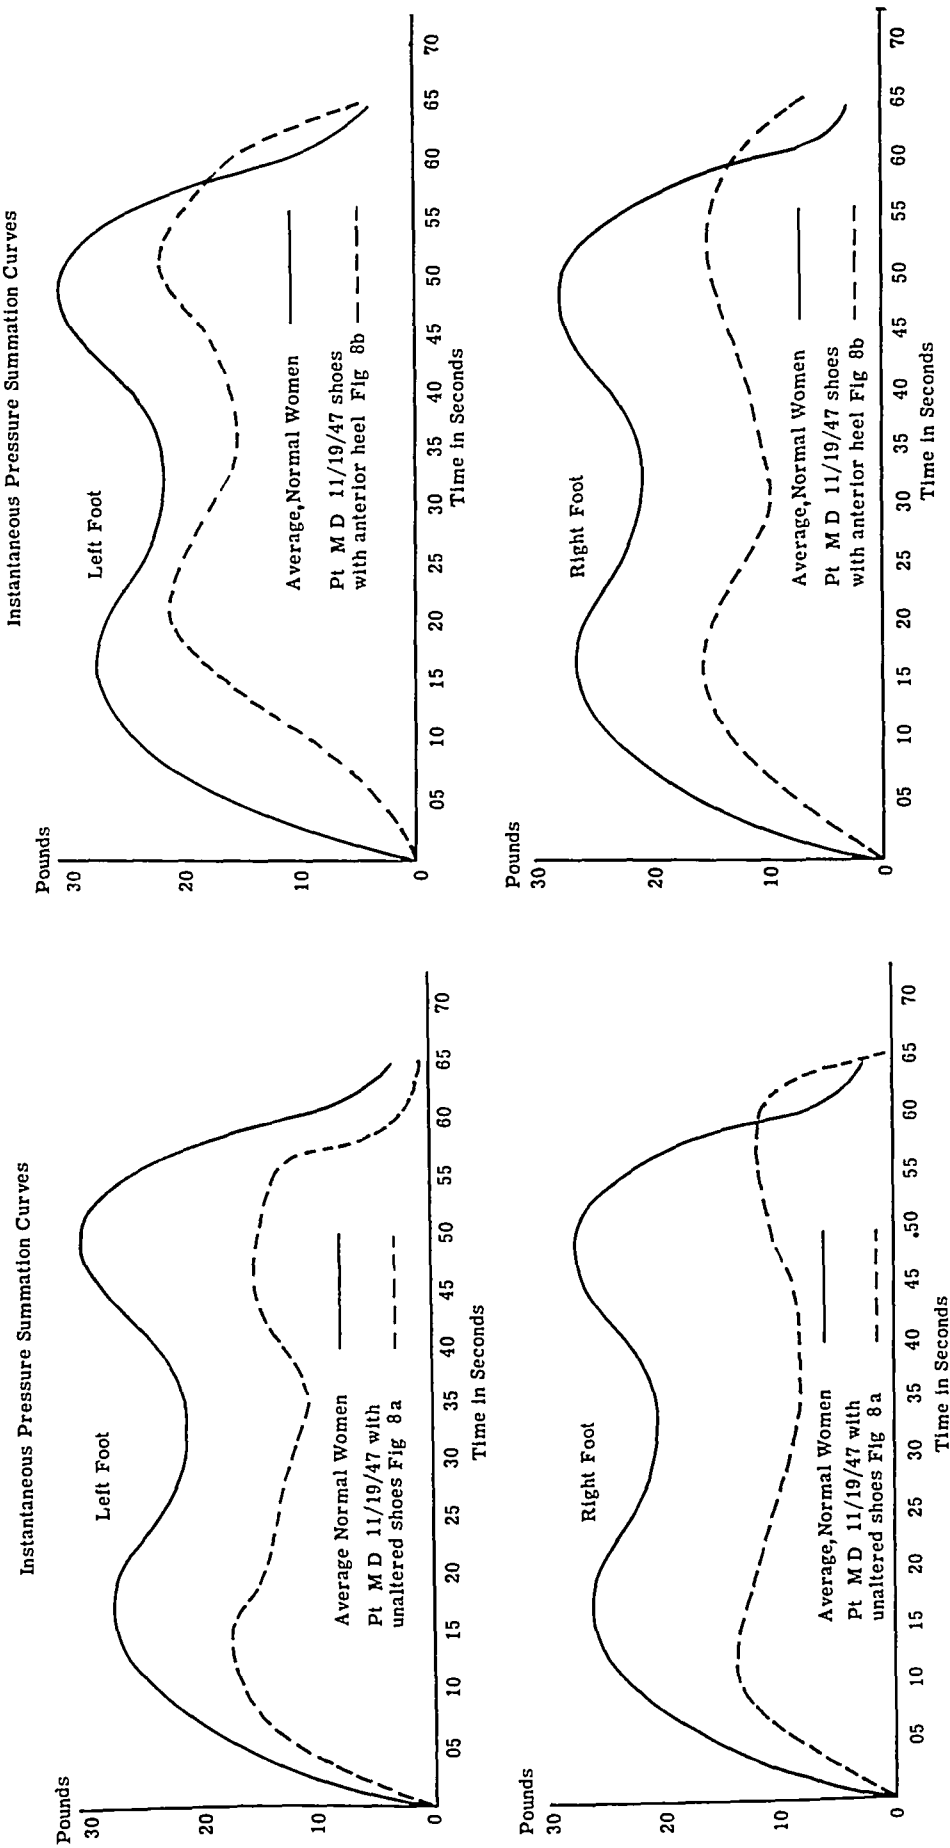 Instantaneous Pressure Summation Curves
Pounds
30
20
10
0
Left Foot
Average Normal Women
Pt M D 11/19/47 with
unaltered shoes Fig 8a
05 10 15 20 25 30 35 40 45 50 55 60 65 70
Time in Seconds
Pounds
30
20
10
0
Right Foot
Average,Normal Women
Pt M D 11/19/47 with
unaltered shoes Fig 8a
05 10 15 20 25 30 35 40 45 .50 55 60 65 70
Time in Seconds
Instantaneous Pressure Summation Curves
Pounds
30
20
10
0
Left Foot
Average,Normal Women
Pt M D 11/19/47 shoes
with anterior heel Fig 8b
05 10 15 20 25 30 35 40 45 50 55 60 65 70
Time in Seconds
Pounds
30
20
10
0
Right Foot
Average,Normal Women
Pt M D 11/19/47 shoes
with anterior heel Fig 8b
05 10 15 20 25 30 35 40 45 50 55 60 65 70
Time in Seconds